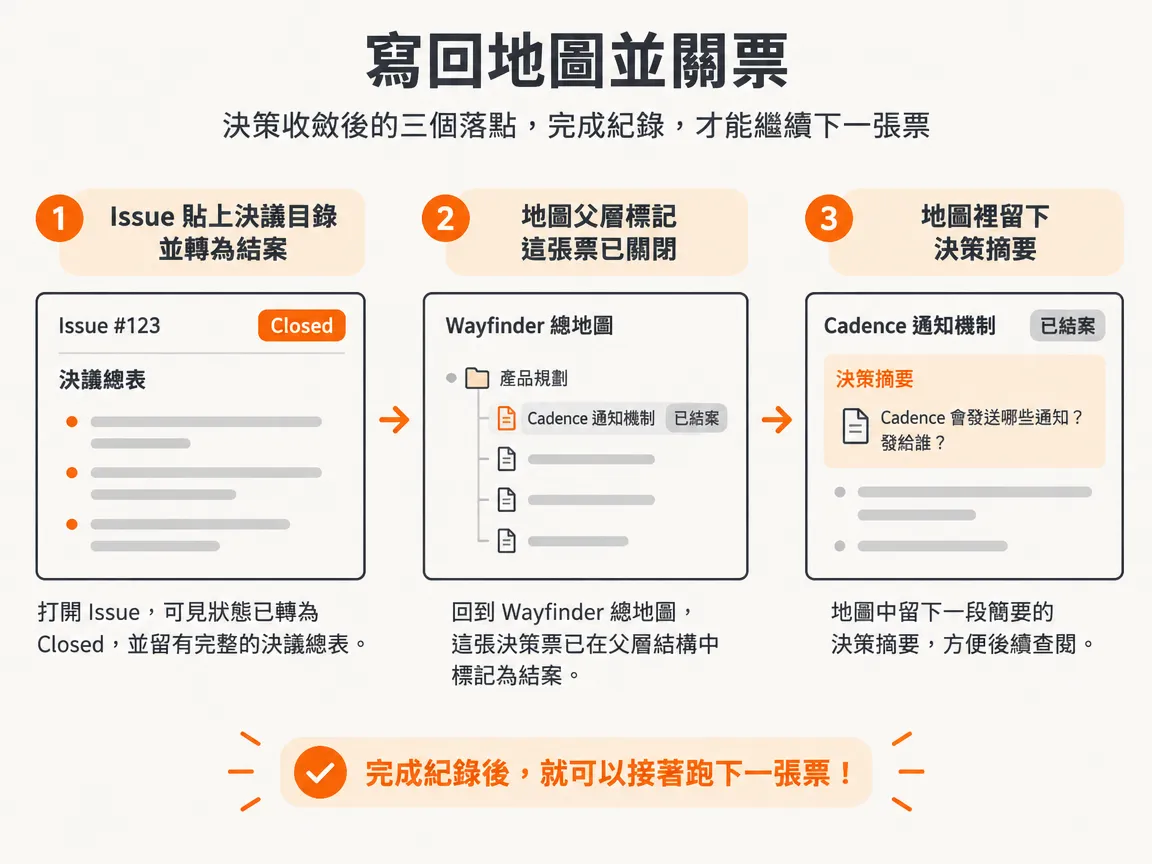 寫回地圖並關票
決策收斂後的三個落點，完成紀錄，才能繼續下一張票
1
Issue 貼上決議目錄
並轉為結案
Issue #123
Closed
決議總表
打開 Issue，可見狀態已轉為
Closed，並留有完整的決議總表。
2
地圖父層標記
這張票已關閉
Wayfinder 總地圖
產品規劃
Cadence 通知機制
已結案
回到 Wayfinder 總地圖，
這張決策票已在父層結構中
標記為結案。
3
地圖裡留下
決策摘要
Cadence 通知機制
已結案
決策摘要
Cadence 會發送哪些通知？
發給誰？
地圖中留下一段簡要的
決策摘要，方便後續查閱。
完成紀錄後，就可以接著跑下一張票！